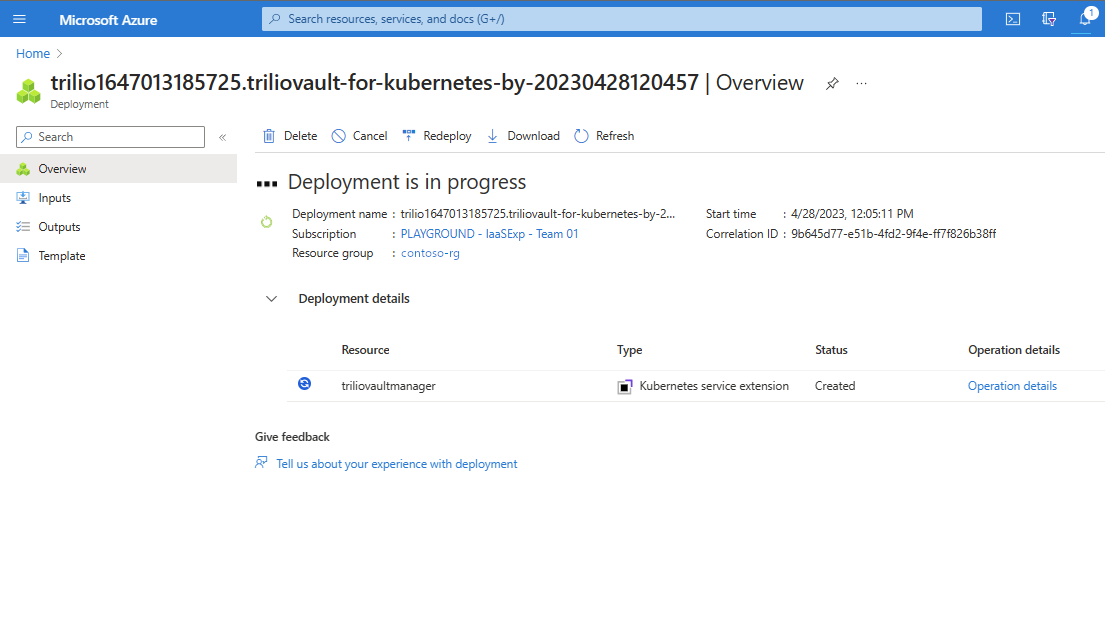 Microsoft Azure
Search resources, services, and docs (G+/)
1
Home
trilio1647013185725.triliovault-for-kubernetes-by-20230428120457 | Overview
Deployment
Search
Overview
Inputs
Outputs
Template
Delete Cancel Redeploy Download Refresh
Deployment is in progress
Deployment name : trilio1647013185725.triliovault-for-kubernetes-by-2... Start time : 4/28/2023, 12:05:11 PM
Subscription : PLAYGROUND - IaaSExp - Team 01 Correlation ID : 9b645d77-e51b-4fd2-9f4e-ff7f826b38ff
Resource group : contoso-rg
Deployment details
Resource Type Status Operation details
triliovaultmanager Kubernetes service extension Created Operation details
Give feedback
Tell us about your experience with deployment